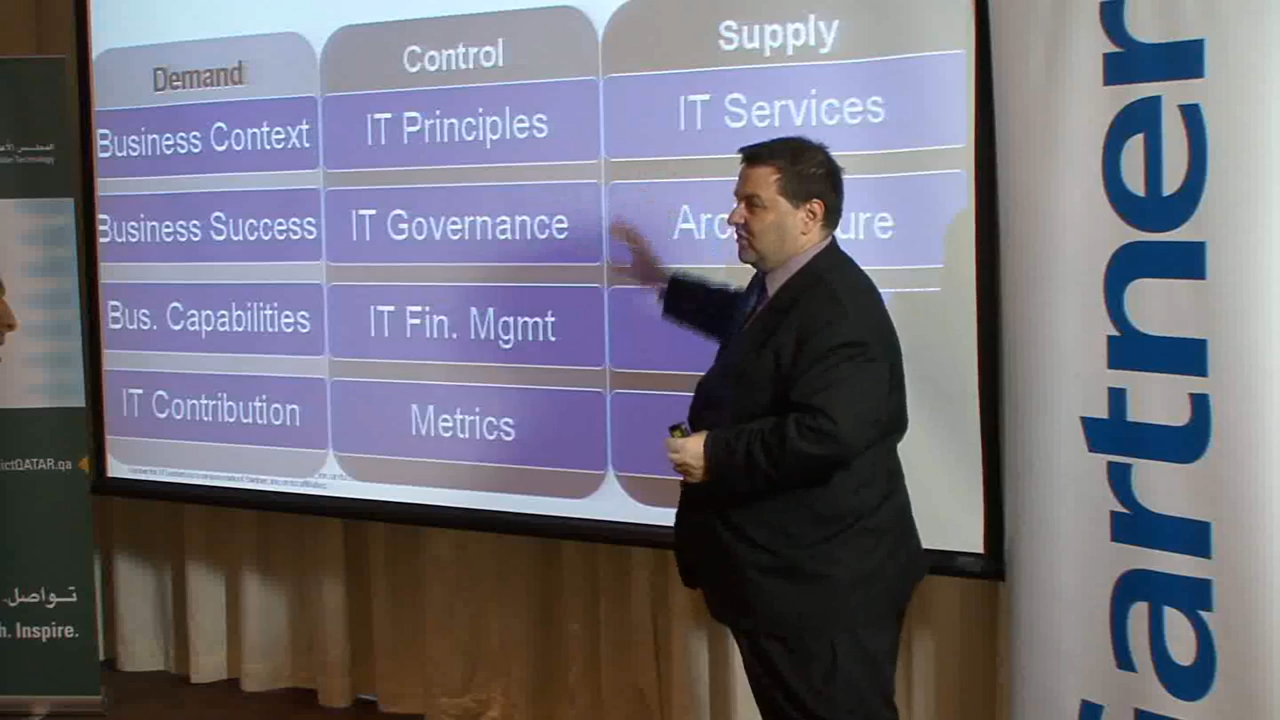 Demand
Control
Supply
Business Context
IT Principles
IT Services
Business Success
IT Governance
Bus. Capabilities
IT Fin. Mgmt
IT Contribution
Metrics
ictQATAR.qa
تواصل.
h. Inspire.
artner